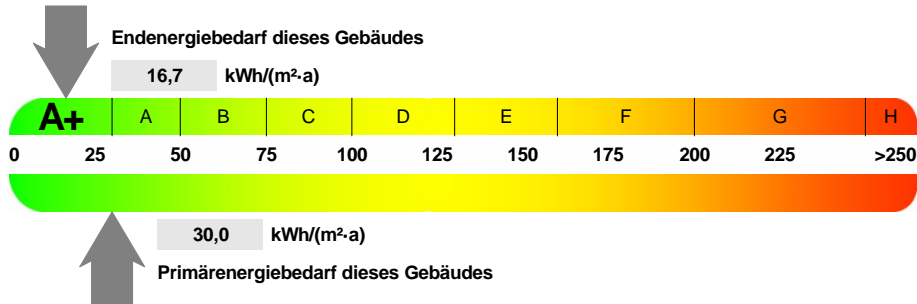 Endenergiebedarf dieses Gebäudes
16,7 kWh/(m²·a)
A+ A B C D E F G H
0 25 50 75 100 125 150 175 200 225 >250
30,0 kWh/(m²·a)
Primärenergiebedarf dieses Gebäudes